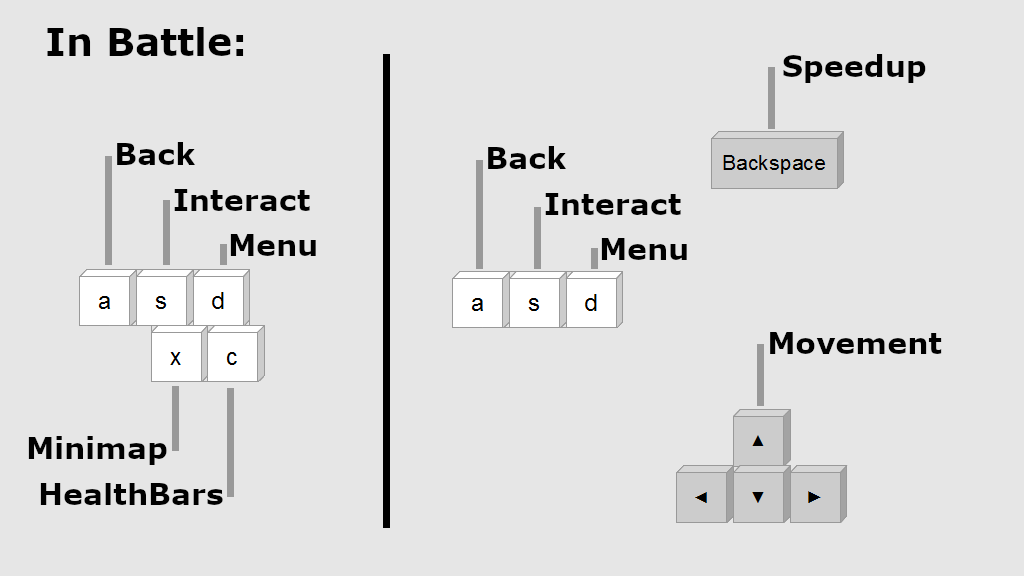 In Battle:
Back
Interact
Menu
a s d
x c
Minimap
HealthBars
Speedup
Backspace
Back
Interact
Menu
a s d
Movement
▲
◄ ▼ ►